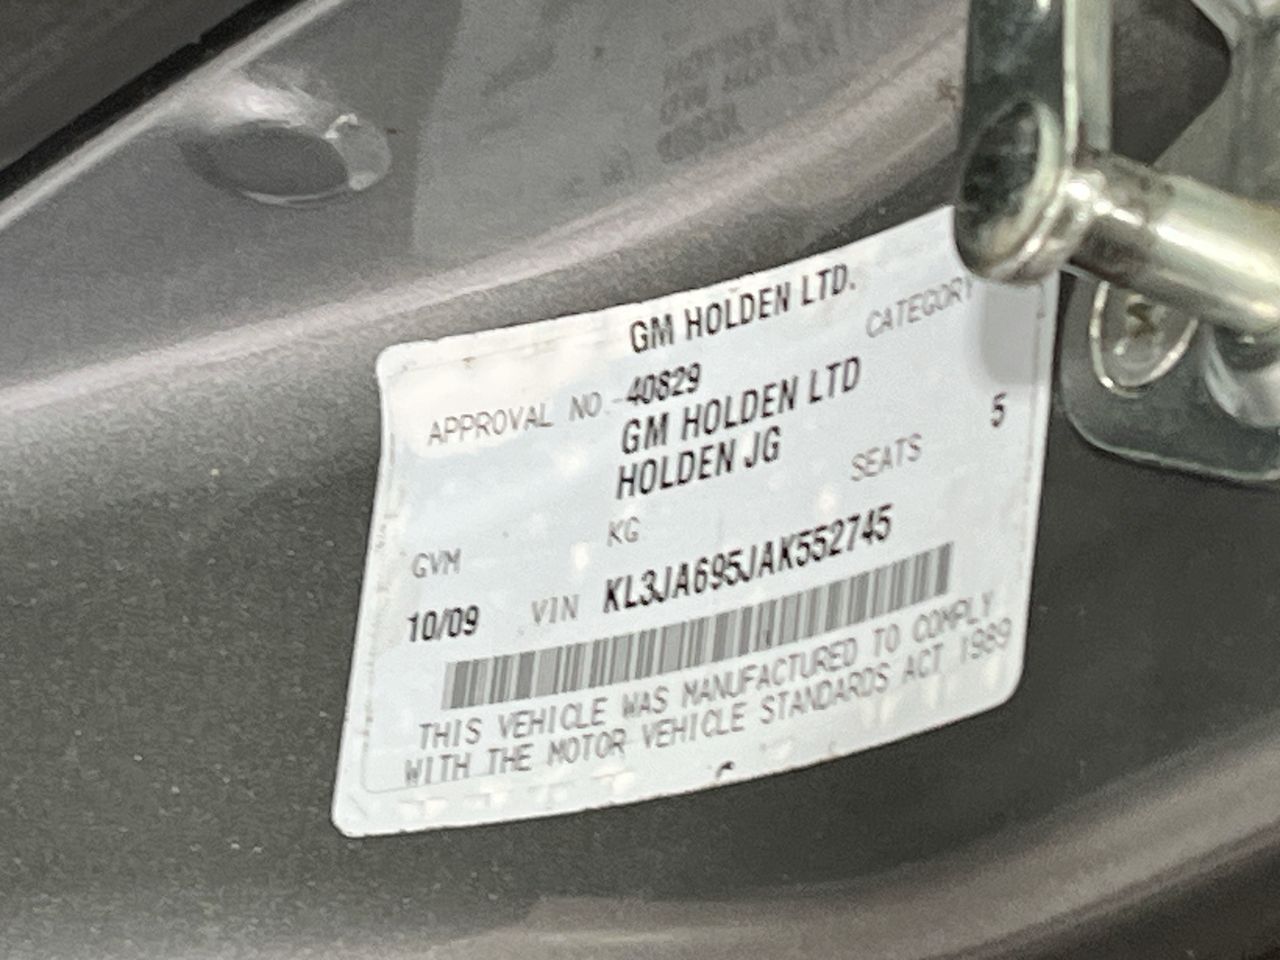 GM HOLDEN LTD.
APPROVAL NO 40829 CATEGORY
GM HOLDEN LTD
HOLDEN JG SEATS 5
GVM KG
10/09 VIN KL3JA695JAK552745
THIS VEHICLE WAS MANUFACTURED TO COMPLY
WITH THE MOTOR VEHICLE STANDARDS ACT 1989